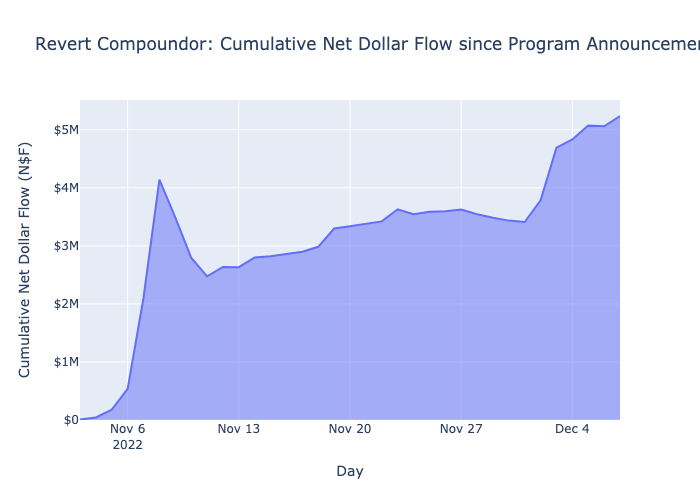 Revert Compoundor: Cumulative Net Dollar Flow since Program Announcemen
Cumulative Net Dollar Flow (N$F)
$5M
$4M
$3M
$2M
$1M
$0
Nov 6
2022
Nov 13
Nov 20
Nov 27
Dec 4
Day